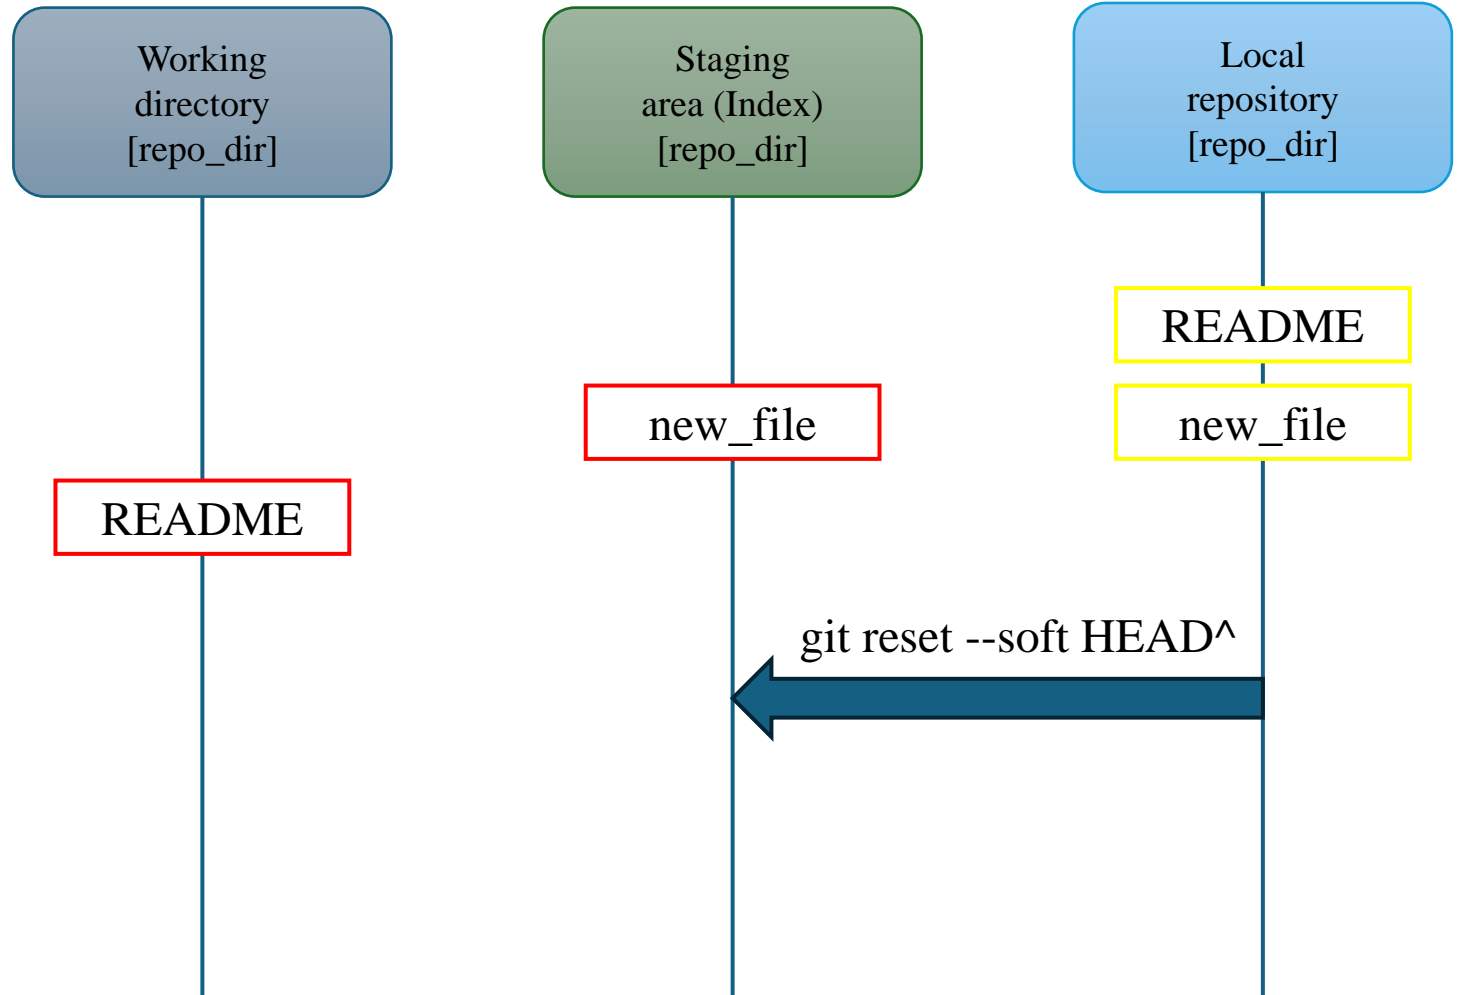 Working
directory
[repo_dir]
Staging
area (Index)
[repo_dir]
Local
repository
[repo_dir]
README
new_file
new_file
README
git reset --soft HEAD^